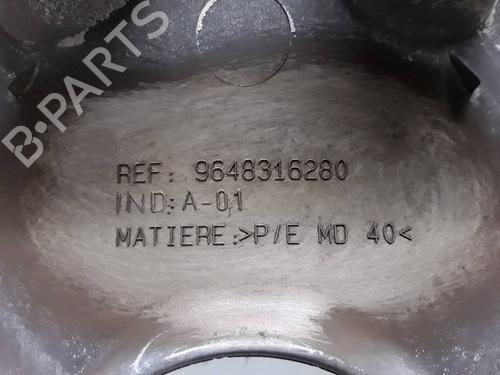 B-PARTS
REF: 9648316280
IND:A-01
MATIERE:>P/E MD 40<